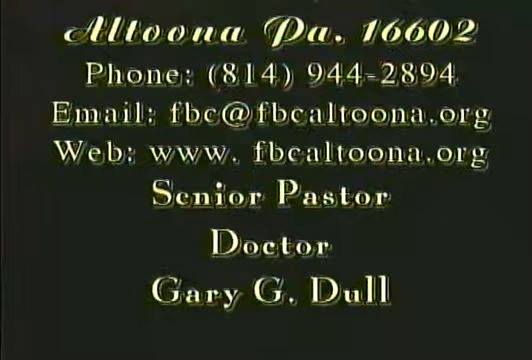 Altoona Pa. 16602
Phone: (814) 944-2894
Email: fbc@fbcaltoona.org
Web: www. fbcaltoona.org
Senior Pastor
Doctor
Gary G. Dull